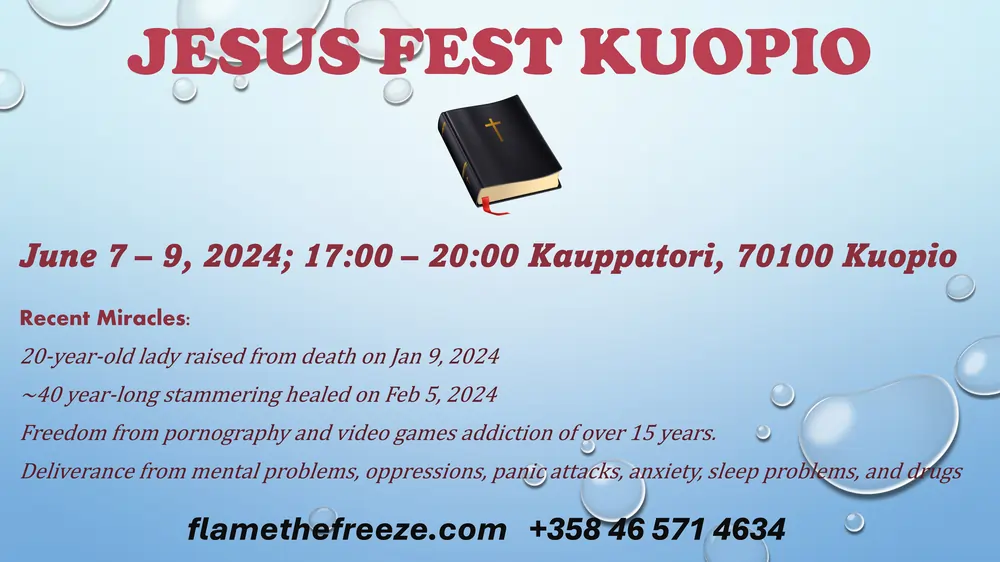 JESUS FEST KUOPIO
June 7 – 9, 2024; 17:00 – 20:00 Kauppatori, 70100 Kuopio
Recent Miracles:
20-year-old lady raised from death on Jan 9, 2024
~40 year-long stammering healed on Feb 5, 2024
Freedom from pornography and video games addiction of over 15 years.
Deliverance from mental problems, oppressions, panic attacks, anxiety, sleep problems, and drugs
flamethefreeze.com +358 46 571 4634